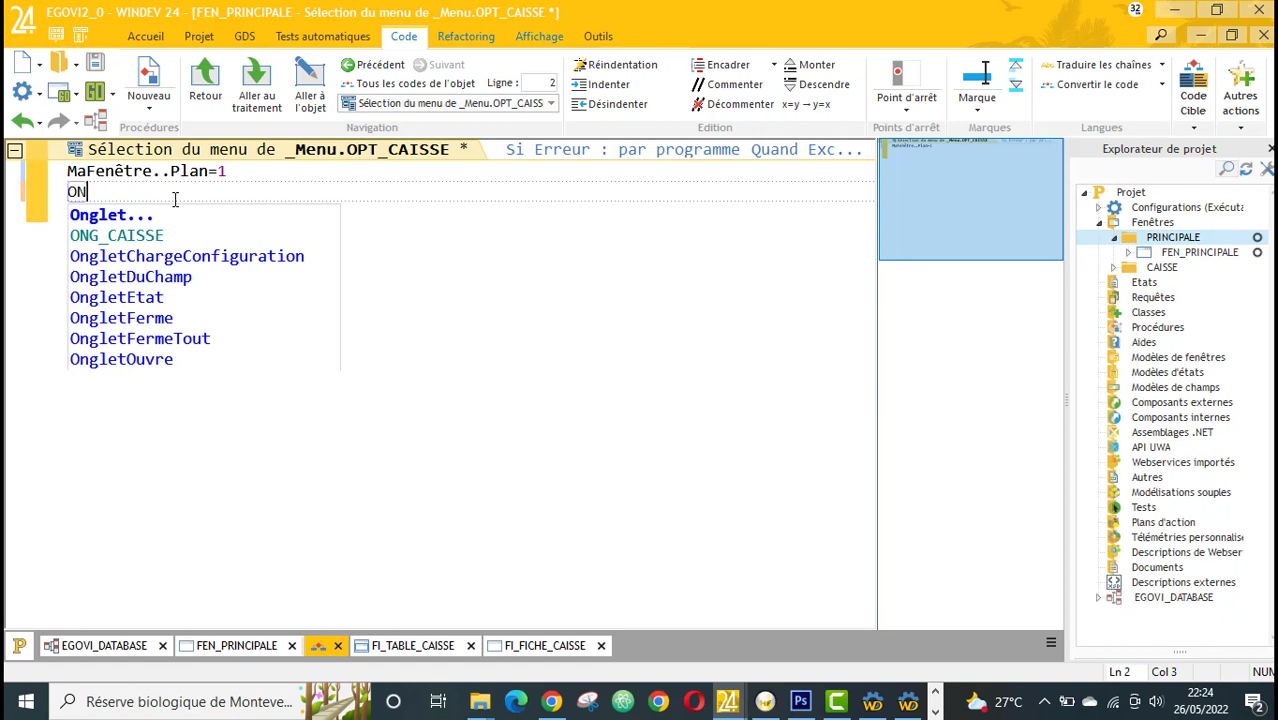 24 EGOVI2_0 - WINDEV 24 - [FEN_PRINCIPALE - Sélection du menu de _Menu.OPT_CAISSE *] 32
Accueil Projet GDS Tests automatiques Code Refactoring Affichage Outils
Nouveau
Procédures
Retour
Aller au traitement
Aller à l'objet
Précédent Suivant
Tous les codes de l'objet Ligne : 2
Sélection du menu de _Menu.OPT_CAISS
Navigation
Réindentation
Indenter
Désindenter
Encadrer
Commenter
Décommenter
Monter
Descendre
x=y→y=x
Edition
Point d'arrêt
Points d'arrêt
Marque
Marques
Traduire les chaînes
Convertir le code
Langues
Code Cible
Autres actions
Sélection du menu de _Menu.OPT_CAISSE * Si Erreur : par programme Quand Exc...
MaFenêtre..Plan=1
ON
Onglet...
ONG_CAISSE
OngletChargeConfiguration
OngletDuChamp
OngletEtat
OngletFerme
OngletFermeTout
OngletOuvre
Explorateur de projet
Projet
Configurations (Exécuta
Fenêtres
PRINCIPALE
FEN_PRINCIPALE
CAISSE
Etats
Requêtes
Classes
Procédures
Aides
Modèles de fenêtres
Modèles d'états
Modèles de champs
Composants externes
Composants internes
Assemblages .NET
API UWA
Webservices importés
Autres
Modélisations souples
Tests
Plans d'action
Télémétries personnalise
Descriptions de Webser
Documents
Descriptions externes
EGOVI_DATABASE
EGOVI_DATABASE FEN_PRINCIPALE FI_TABLE_CAISSE FI_FICHE_CAISSE
Ln 2 Col 3 NUM
Réserve biologique de Monteve... 24 Ps 27°C 22:24
26/05/2022 2